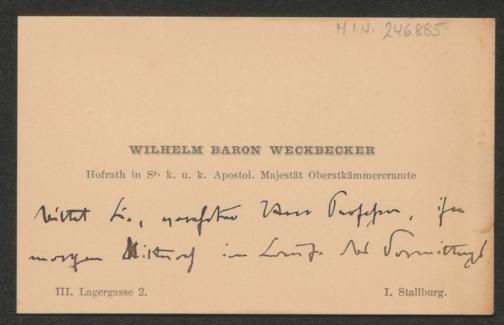 H.I.N. 246885
WILHELM BARON WECKBECKER
Hofrath in Sr. k. u. k. Apostol. Majestät Oberstkämmereramte
bittet Sie, verehrter Herr Professor, ihn
morgen Mittwoch im Laufe des Vormittags
III. Lagergasse 2.
I. Stallburg.